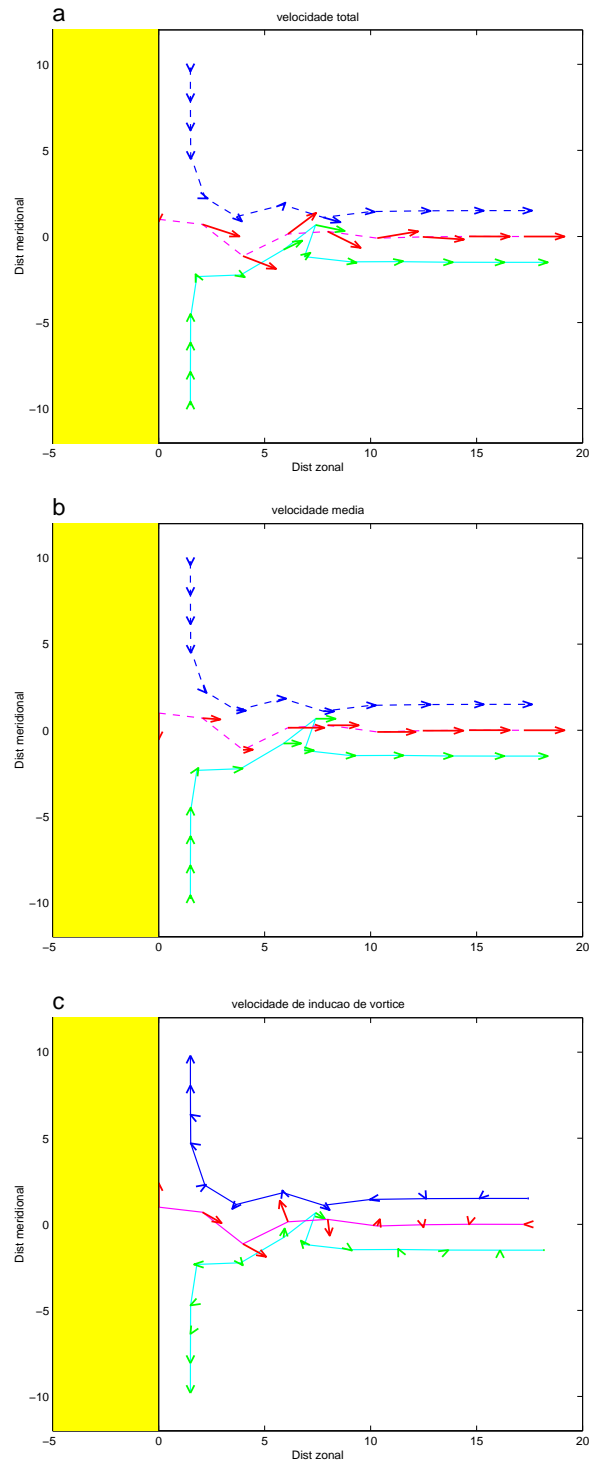 a
velocidade total
10
5
0
−5
−10
Dist meridional
−5 0 5 10 15 20
Dist zonal
b
velocidade media
10
5
0
−5
−10
Dist meridional
−5 0 5 10 15 20
c
velocidade de inducao de vortice
10
5
0
−5
−10
Dist meridional
−5 0 5 10 15 20
Dist zonal